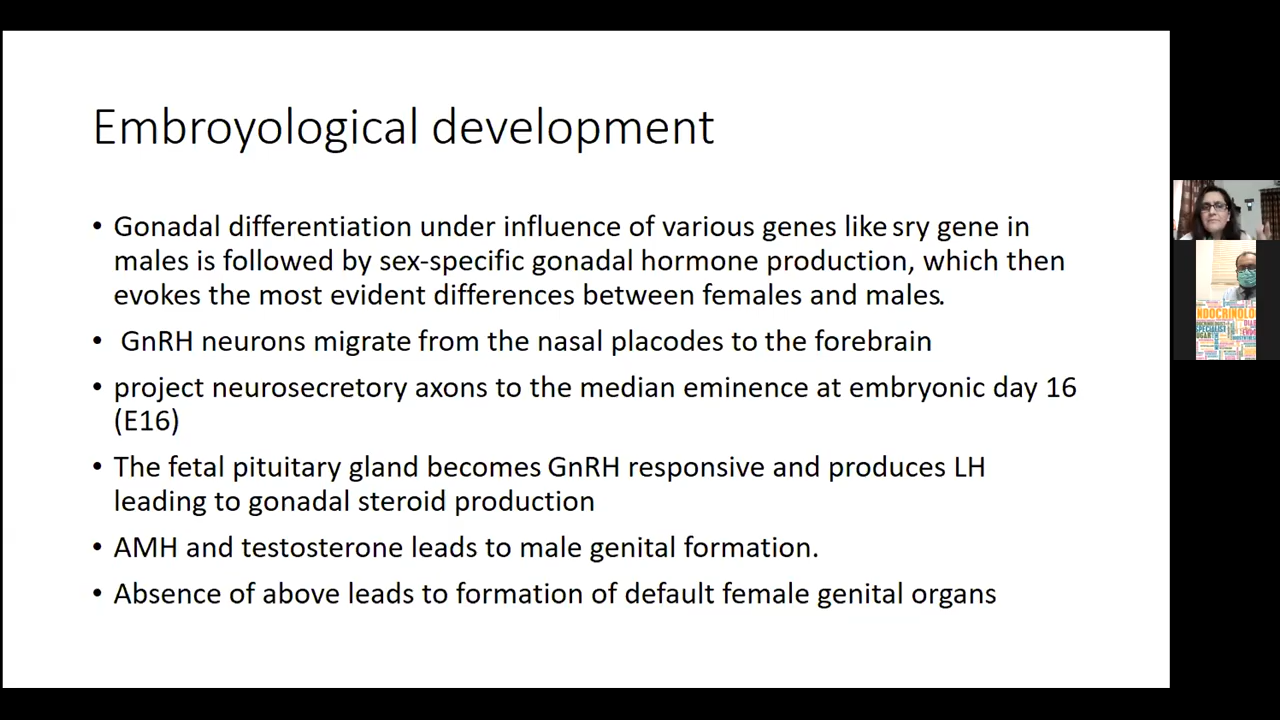 Embroyological development
• Gonadal differentiation under influence of various genes like sry gene in
males is followed by sex-specific gonadal hormone production, which then
evokes the most evident differences between females and males.
• GnRH neurons migrate from the nasal placodes to the forebrain
• project neurosecretory axons to the median eminence at embryonic day 16
(E16)
• The fetal pituitary gland becomes GnRH responsive and produces LH
leading to gonadal steroid production
• AMH and testosterone leads to male genital formation.
• Absence of above leads to formation of default female genital organs